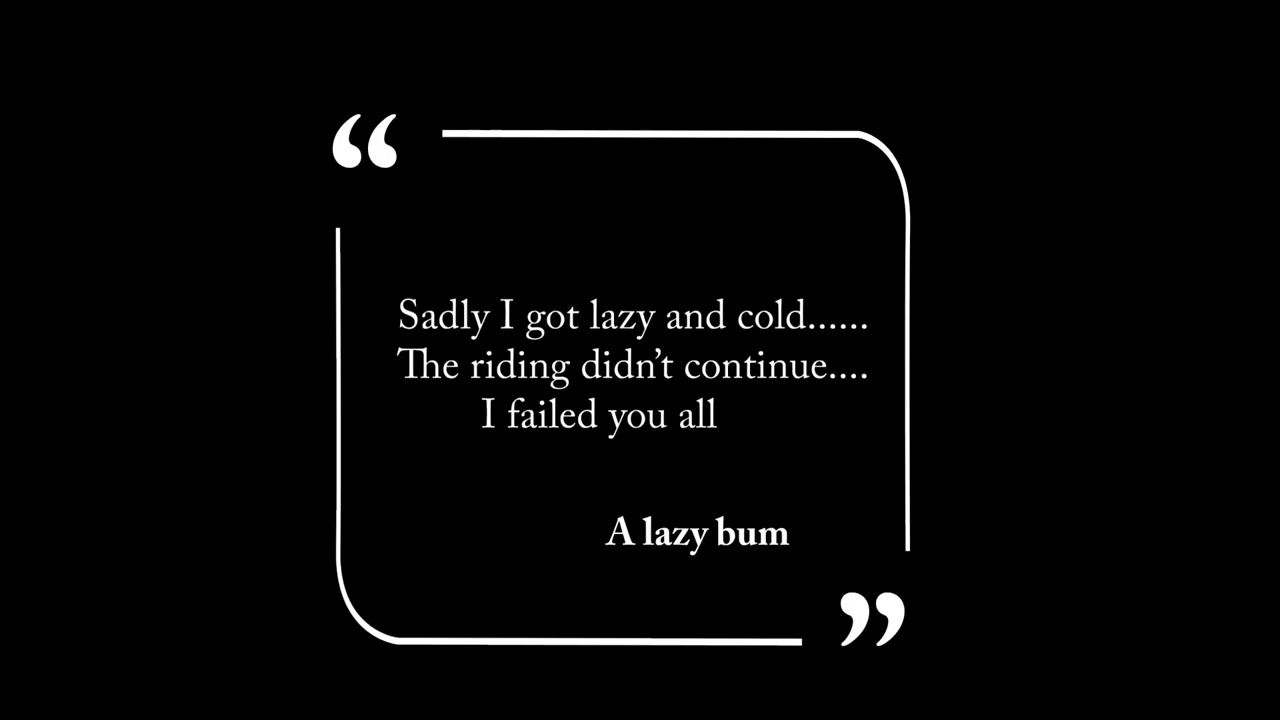 “
Sadly I got lazy and cold......
The riding didn’t continue....
I failed you all
A lazy bum
”